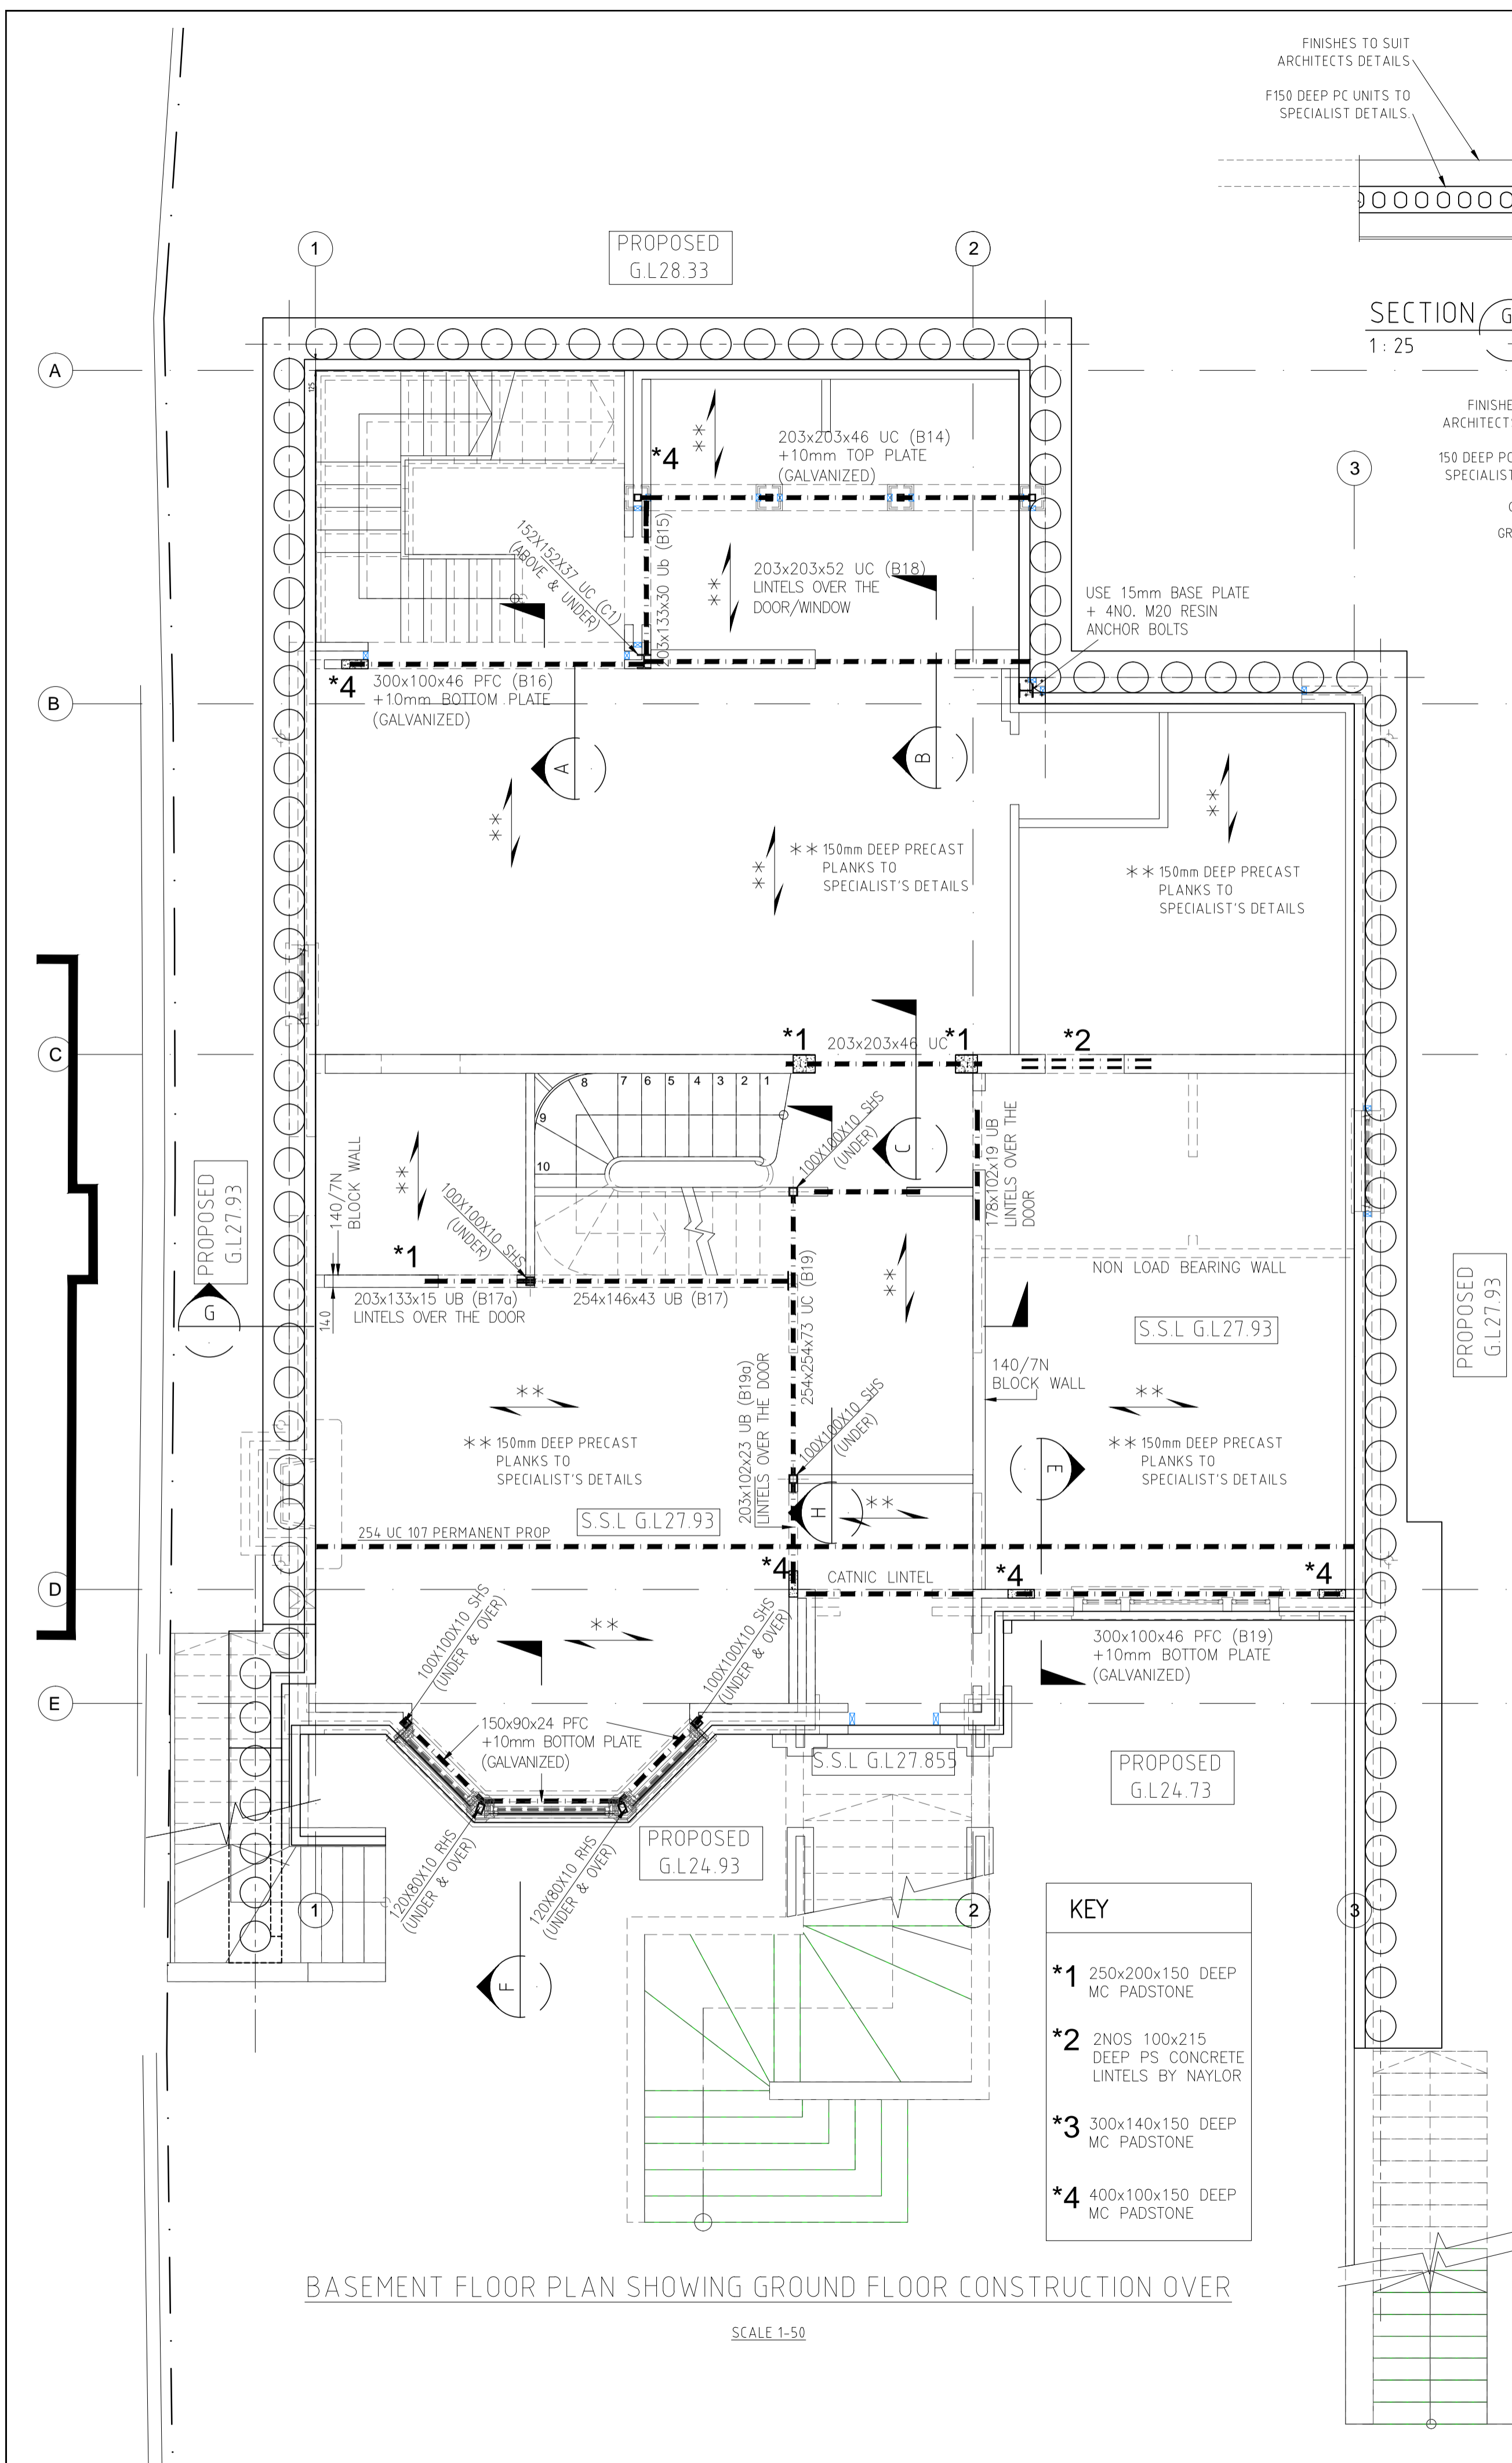 FINISHES TO SUIT
ARCHITECTS DETAILS
F150 DEEP PC UNITS TO
SPECIALIST DETAILS.
SECTION G
1 : 25
FINISHE
ARCHITECTS
150 DEEP PC
SPECIALIST
GR
1
PROPOSED
G.L28.33
2
3
A
B
C
D
E
125
*4
203x203x46 UC (B14)
+10mm TOP PLATE
(GALVANIZED)
**
152X152X37 UC (C1)
(ABOVE & UNDER)
203x133x30 Ub (B15)
**
203x203x52 UC (B18)
LINTELS OVER THE
DOOR/WINDOW
USE 15mm BASE PLATE
+ 4NO. M20 RESIN
ANCHOR BOLTS
*4
300x100x46 PFC (B16)
+10mm BOTTOM PLATE
(GALVANIZED)
A
B
**
**
** 150mm DEEP PRECAST
PLANKS TO
SPECIALIST'S DETAILS
**
** 150mm DEEP PRECAST
PLANKS TO
SPECIALIST'S DETAILS
*1
203x203x46 UC
*1
*2
8
7
6
5
4
3
2
1
9
10
100X100X10 SHS
(UNDER)
C
178x102x19 UB
LINTELS OVER THE
DOOR
140/7N
BLOCK WALL
**
100X100X10 SHS
(UNDER)
PROPOSED
G.L27.93
*1
G
140
203x133x15 UB (B17a)
LINTELS OVER THE DOOR
254x146x43 UB (B17)
254x254x73 UC (B19)
**
NON LOAD BEARING WALL
S.S.L G.L27.93
PROPOSED
G.L27.93
140/7N
BLOCK WALL
**
** 150mm DEEP PRECAST
PLANKS TO
SPECIALIST'S DETAILS
203x102x23 UB (B19a)
LINTELS OVER THE DOOR
100X100X10 SHS
(UNDER)
E
**
** 150mm DEEP PRECAST
PLANKS TO
SPECIALIST'S DETAILS
S.S.L G.L27.93
H
**
254 UC 107 PERMANENT PROP
*4
CATNIC LINTEL
*4
*4
100X100X10 SHS
(UNDER & OVER)
**
100X100X10 SHS
(UNDER & OVER)
300x100x46 PFC (B19)
+10mm BOTTOM PLATE
(GALVANIZED)
150x90x24 PFC
+10mm BOTTOM PLATE
(GALVANIZED)
S.S.L G.L27.855
PROPOSED
G.L24.73
PROPOSED
G.L24.93
120X80X10 RHS
(UNDER & OVER)
120X80X10 RHS
(UNDER & OVER)
1
2
3
F
KEY
*1 250x200x150 DEEP
MC PADSTONE
*2 2NOS 100x215
DEEP PS CONCRETE
LINTELS BY NAYLOR
*3 300x140x150 DEEP
MC PADSTONE
*4 400x100x150 DEEP
MC PADSTONE
BASEMENT FLOOR PLAN SHOWING GROUND FLOOR CONSTRUCTION OVER
SCALE 1-50